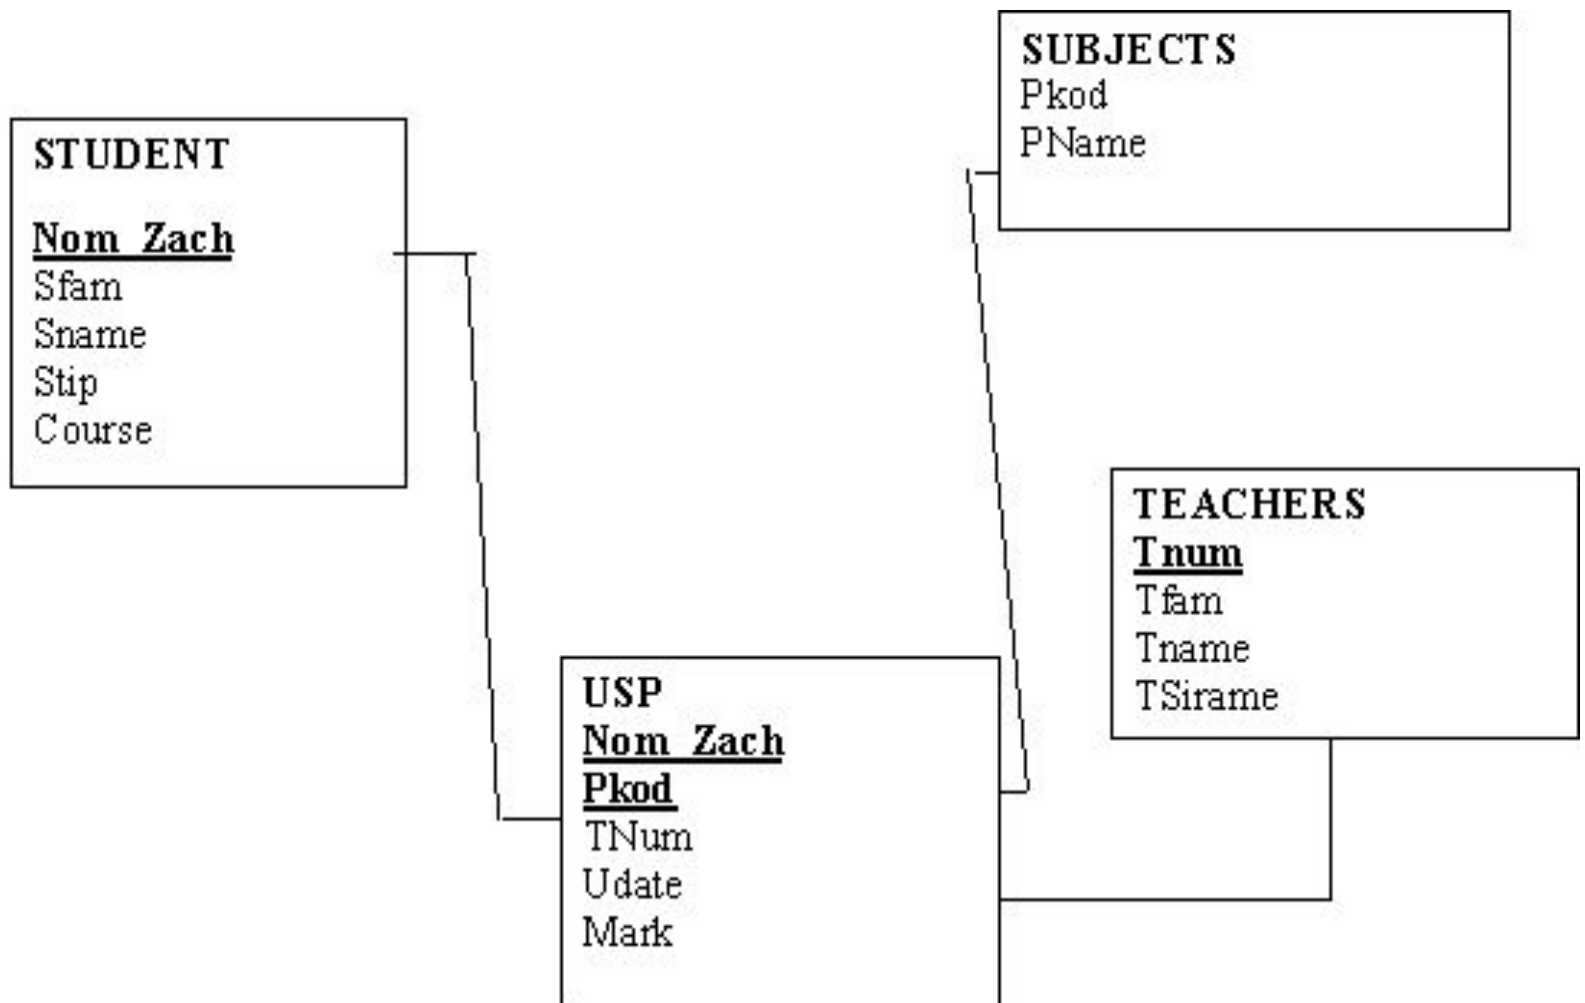 STUDENT
Nom_Zach
Sfam
Sname
Stip
Course
SUBJECTS
Pkod
PName
TEACHERS
Tnum
Tfam
Tname
TSirame
USP
Nom_Zach
Pkod
TNum
Udate
Mark